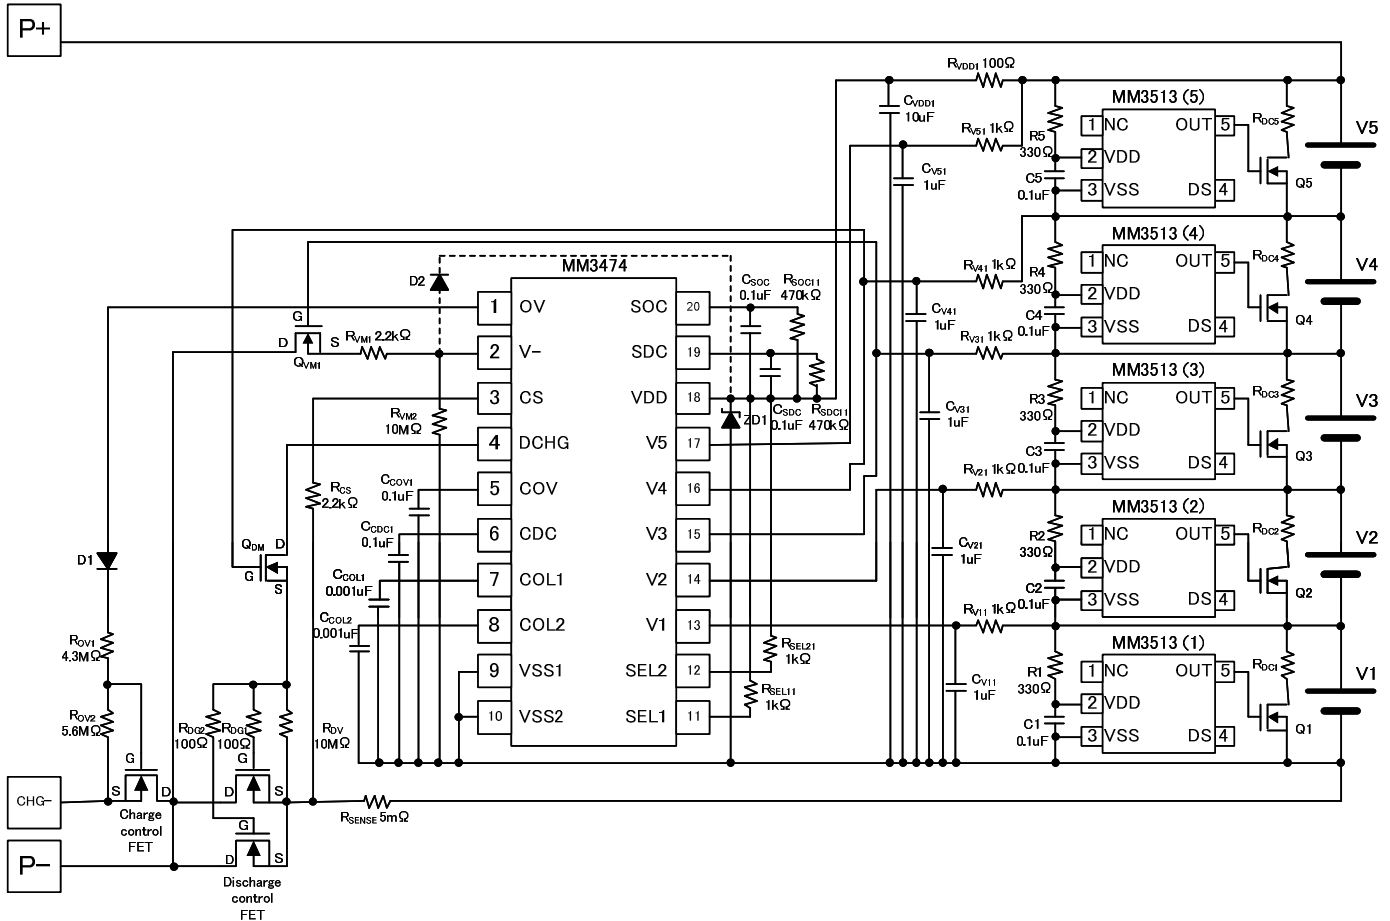 P+
RVDD1 100Ω
CVDD1
10uF
RV51 1kΩ
CV51
1uF
R5
330Ω
C5
0.1uF
MM3513 (5)
1 NC OUT 5
2 VDD
3 VSS DS 4
RDC5
Q5
V5
RV41 1kΩ
CV41
1uF
R4
330Ω
C4
0.1uF
MM3513 (4)
1 NC OUT 5
2 VDD
3 VSS DS 4
RDC4
Q4
V4
RV31 1kΩ
CV31
1uF
R3
330Ω
C3
0.1uF
MM3513 (3)
1 NC OUT 5
2 VDD
3 VSS DS 4
RDC3
Q3
V3
RV21 1kΩ
CV21
1uF
R2
330Ω
C2
0.1uF
MM3513 (2)
1 NC OUT 5
2 VDD
3 VSS DS 4
RDC2
Q2
V2
RV11 1kΩ
CV11
1uF
R1
330Ω
C1
0.1uF
MM3513 (1)
1 NC OUT 5
2 VDD
3 VSS DS 4
RDC1
Q1
V1
MM3474
1 OV SOC 20
2 V- SDC 19
3 CS VDD 18
4 DCHG V5 17
5 COV V4 16
6 CDC V3 15
7 COL1 V2 14
8 COL2 V1 13
9 VSS1 SEL2 12
10 VSS2 SEL1 11
D2
CSOC
0.1uF
RSOC11
470kΩ
ZD1
CSDC
0.1uF
RSDC11
470kΩ
RSEL21
1kΩ
RSEL11
1kΩ
G
D S
QVM1
RVM1 2.2kΩ
RVM2
10MΩ
RCS
2.2kΩ
CCOV1
0.1uF
CCDC1
0.1uF
CCOL1
0.001uF
CCOL2
0.001uF
QDM D
G
S
D1
ROV1
4.3MΩ
ROV2
5.6MΩ
RDG2
100Ω
RDG1
100Ω
RDV
10MΩ
G
S D
Charge
control
FET
G
D S
G
D S
Discharge
control
FET
RSENSE 5mΩ
CHG-
P-